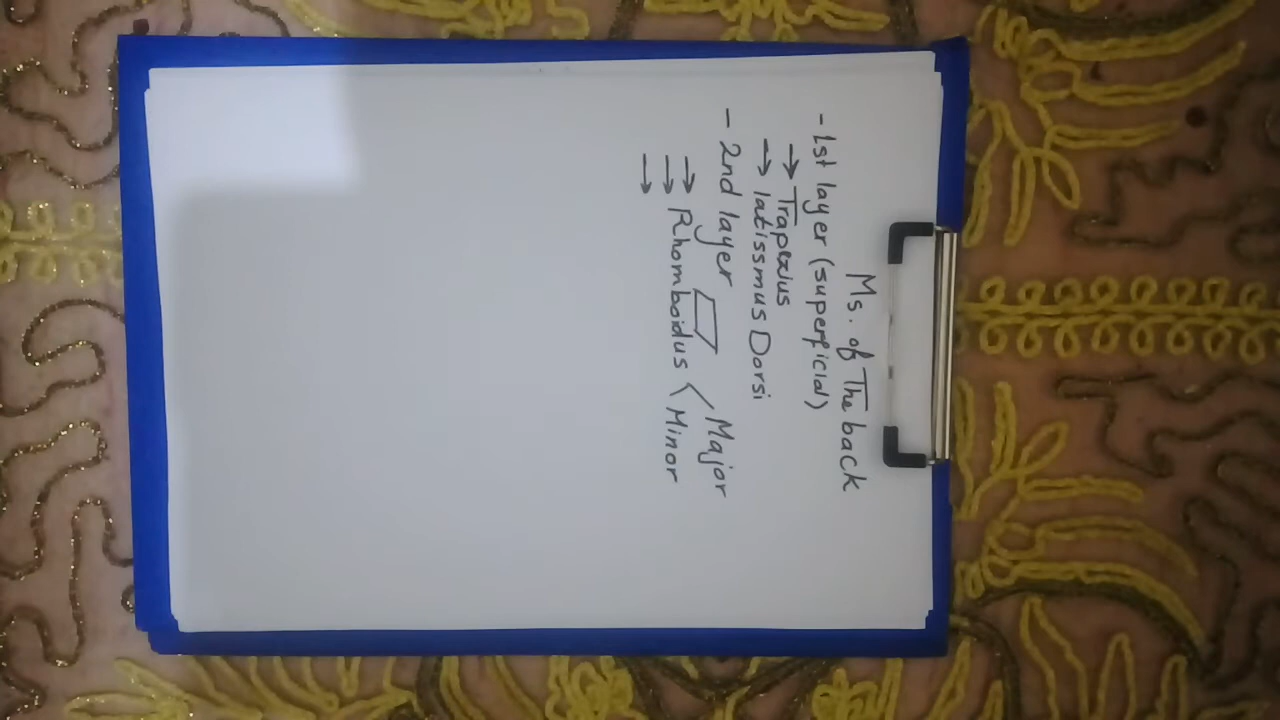 Ms. of The back
- 1st layer (superficial)
→ Trapezius
→ latissmus Dorsi
- 2nd layer
→
→ Rhomboidus < Major
Minor
→